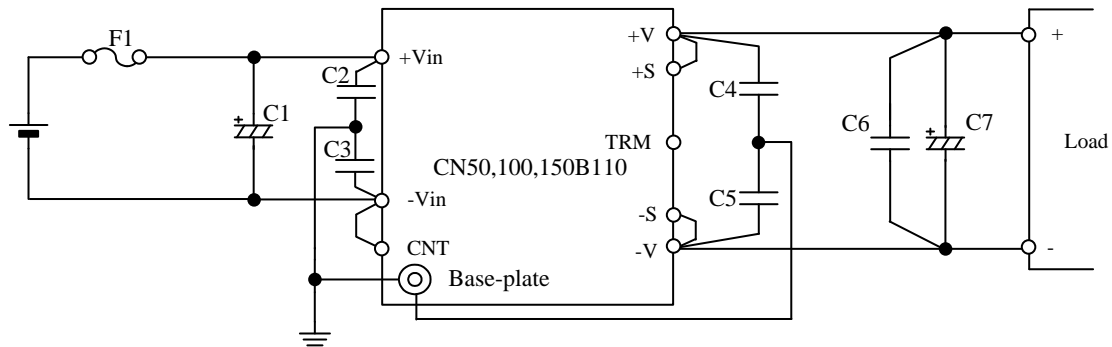 F1
+Vin
C2
C1
C3
-Vin
CNT
Base-plate
CN50,100,150B110
+V
+S
TRM
-S
-V
C4
C5
C6
+
C7
+
+
-
Load